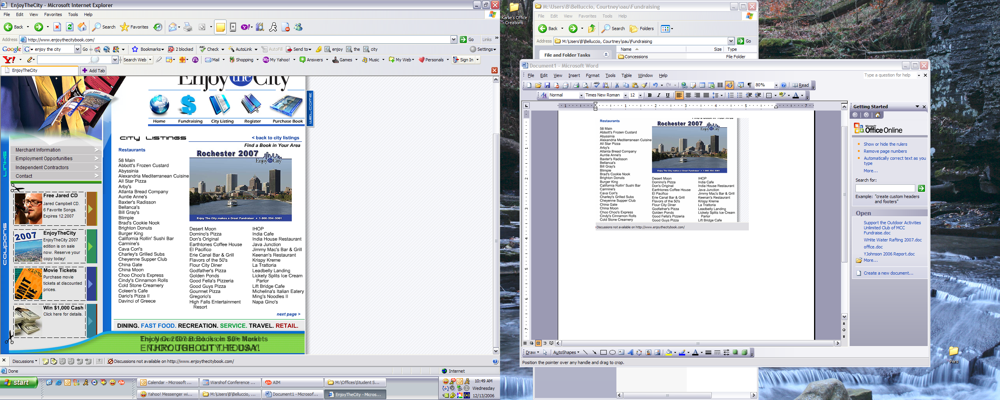 EnjoyTheCity - Microsoft Internet Explorer
File Edit View Favorites Tools Help
Back Search Favorites
Address http://www.enjoythecitybook.com/ Go Links »
Google G enjoy the city Go Bookmarks 2 blocked Check AutoLink AutoFill Send to enjoy the city Settings
Y! Search Web Mail Shopping My Yahoo! Answers Games Music My Web Personals Sign In
EnjoyTheCity Add Tab
Enjoy the City
Home Fundraising City Listing Register Purchase Book
WELCOME
LINKS
Merchant Information
Employment Opportunities
Independent Contractors
Contact
COUPONS
Free Jared CD
Jared Campbell CD.
6 Favorite Songs.
Expires 12.2007
2007
EnjoyTheCity
EnjoyTheCity 2007
edition is on sale
now. Reserve your
copy today!
Movie Tickets
Purchase movie
tickets at discounted
prices.
Win $1,000 Cash
Click here for details.
CITY LISTINGS
< back to city listings
Find a Book in Your Area
Restaurants
58 Main
Abbott's Frozen Custard
Abyssinia
Alexandria Mediterranean Cuisine
All Star Pizza
Arby's
Atlanta Bread Company
Auntie Anne's
Baxter's Radisson
Bellanca's
Bill Gray's
Blimpie
Brad's Cookie Nook
Brighton Donuts
Burger King
California Rollin' Sushi Bar
Carmine's
Cava Cori's
Charley's Grilled Subs
Cheyenne Supper Club
China Gate
China Moon
Choo Choo's Express
Cindy's Cinnamon Rolls
Cold Stone Creamery
Coleen's Cafe
Dario's Pizza II
Davinci of Greece
Rochester 2007
Enjoy the City
Enjoy The City makes a Great Fundraiser • 1-866-554-5061
Desert Moon
Domino's Pizza
Don's Original
Earthtones Coffee House
El Pacifico
Erie Canal Bar & Grill
Flavors of the 50's
Flour City Diner
Godfather's Pizza
Golden Ponds
Good Fella's Pizzeria
Good Guys Pizza
Gourmet Pizza
Gregorio's
High Falls Entertainment
Resort
IHOP
India Cafe
India House Restaurant
Java Junction
Jimmy Mac's Bar & Grill
Keenan's Restaurant
Krispy Kreme
La Trattoria
Leadbelly Landing
Lickety Splits Ice Cream
Parlor
Lift Bridge Cafe
Michelina's Italian Eatery
Ming's Noodles II
Napa Gino's
next page >
DINING. FAST FOOD. RECREATION. SERVICE. TRAVEL. RETAIL.
Discussions Discussions not available on http://www.enjoythecitybook.com/
Done Internet
start
Calendar - Microsoft ... Warshof Conference ... AIM M:\Offices\Student S...
Yahoo! Messenger wi... M:\Users\B\Belluccio, ... Document1 - Microsof... EnjoyTheCity - Micros...
10:49 AM
Wednesday
12/13/2006
Karlie's Office
Creations
M:\Users\B\Belluccio, Courtney\oau\Fundraising
File Edit View Favorites Tools Help
Back Search Folders
Address M:\Users\B\Belluccio, Courtney\oau\Fundraising Go
File and Folder Tasks
Name Size Type
Concessions File Folder
Document1 - Microsoft Word
File Edit View Insert Format Tools Table Window Help
Type a question for help
80% Read
Normal Times New Roman 12 B I U
1 1 2 3 4 5 7
Find a Book in Your Area
Restaurants
58 Main
Abbott's Frozen Custard
Abyssinia
Alexandria Mediterranean Cuisine
All Star Pizza
Arby's
Atlanta Bread Company
Auntie Anne's
Baxter's Radisson
Bellanca's
Bill Gray's
Blimpie
Brad's Cookie Nook
Brighton Donuts
Burger King
California Rollin' Sushi Bar
Carmine's
Cava Cori's
Charley's Grilled Subs
Cheyenne Supper Club
China Gate
China Moon
Choo Choo's Express
Cindy's Cinnamon Rolls
Cold Stone Creamery
Rochester 2007
Enjoy the City
Enjoy The City makes a Great Fundraiser • 1-866-554-5061
Desert Moon
Domino's Pizza
Don's Original
Earthtones Coffee House
El Pacifico
Erie Canal Bar & Grill
Flavors of the 50's
Flour City Diner
Godfather's Pizza
Golden Ponds
Good Fella's Pizzeria
Good Guys Pizza
IHOP
India Cafe
India House Restaurant
Java Junction
Jimmy Mac's Bar & Grill
Keenan's Restaurant
Krispy Kreme
La Trattoria
Leadbelly Landing
Lickety Splits Ice Cream
Parlor
Lift Bridge Cafe
Discussions not available on http://www.enjoythecitybook.com/
Getting Started
Microsoft
Office Online
Show or hide the rulers
Remove page numbers
Automatically correct text as you
type
More...
Search for:
Example: "create custom headers
and footers"
Open
Support the Outdoor Activities
Unlimited Club of MCC
Fundraise.doc
WHite Water Rafting 2007.doc
office.doc
YJohnson 2006 Report.doc
More...
Create a new document...
Draw AutoShapes
Position the pointer over any handle and drag to crop.
Pers